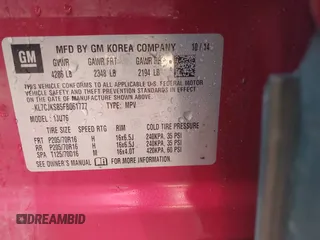 GM
MFD BY GM KOREA COMPANY 10/14
GVWR GAWR FRT GAWR RR
4206 LB 2348 LB 2194 LB
THIS VEHICLE CONFORMS TO ALL APPLICABLE U.S. FEDERAL MOTOR
VEHICLE SAFETY, BUMPER, AND THEFT PREVENTION STANDARDS
IN EFFECT ON THE DATE OF MANUFACTURE SHOWN ABOVE.
TYPE: MPV
MODEL: 1JU76
TIRE SIZE SPEED RTG RIM COLD TIRE PRESSURE
FRT P205/70R16 H 16x6.5J 240KPA, 35 PSI
RR P205/70R16 H 16x6.5J 240KPA, 35 PSI
SPA T125/70D16 M 16x4.0T 420KPA, 60 PSI
SEE OWNER'S MANUAL FOR ADDITIONAL INFORMATION.
© RIDESAFELY